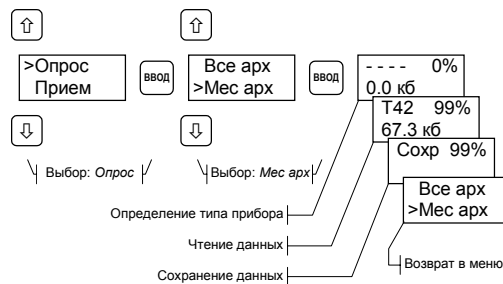 >Опрос
Прием
ввод
Все арх
>Мес арх
ввод
- - - - 0%
0.0 кб
Т42 99%
67.3 кб
Сохр 99%
Все арх
>Мес арх
Выбор: Опрос
Выбор: Мес арх
Определение типа прибора
Чтение данных
Сохранение данных
Возврат в меню